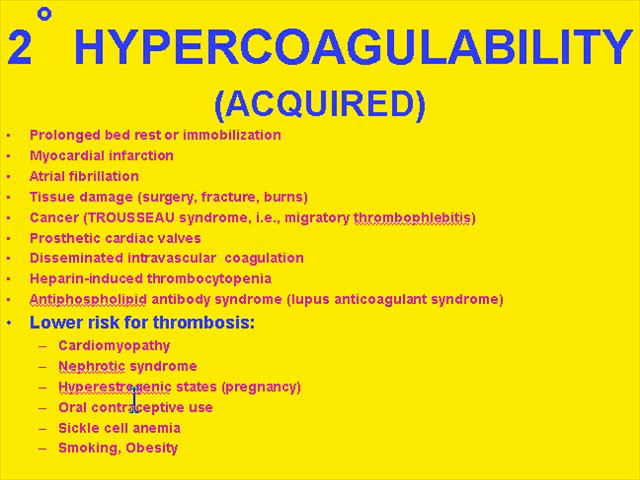 2° HYPERCOAGULABILITY
(ACQUIRED)
• Prolonged bed rest or immobilization
• Myocardial infarction
• Atrial fibrillation
• Tissue damage (surgery, fracture, burns)
• Cancer (TROUSSEAU syndrome, i.e., migratory thrombophlebitis)
• Prosthetic cardiac valves
• Disseminated intravascular coagulation
• Heparin-induced thrombocytopenia
• Antiphospholipid antibody syndrome (lupus anticoagulant syndrome)
• Lower risk for thrombosis:
– Cardiomyopathy
– Nephrotic syndrome
– Hyperestrogenic states (pregnancy)
– Oral contraceptive use
– Sickle cell anemia
– Smoking, Obesity